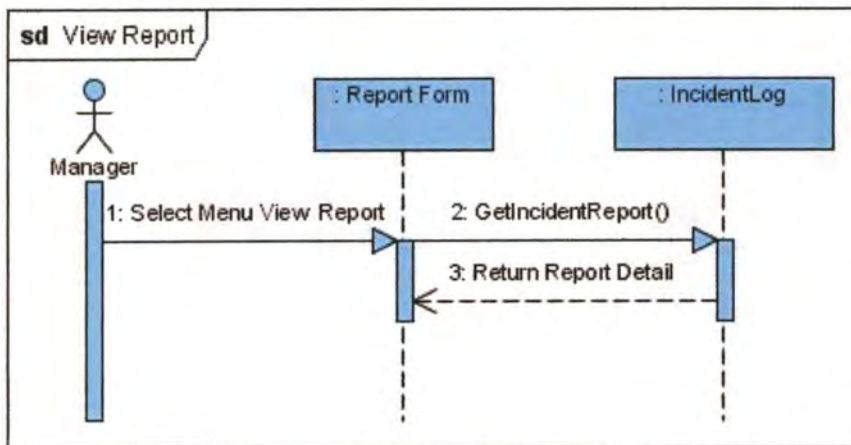 sd View Report
: Report Form
: IncidentLog
Manager
1: Select Menu View Report
2: GetIncidentReport()
3: Return Report Detail